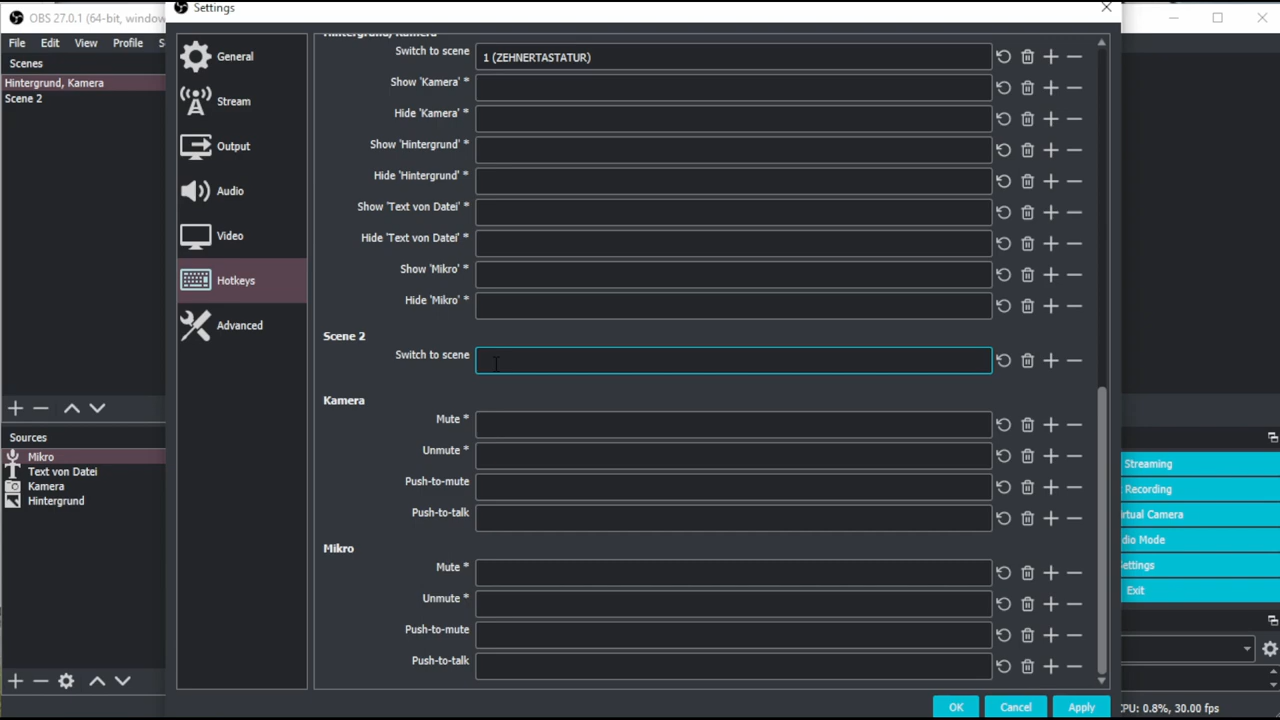 Settings
OBS 27.0.1 (64-bit, window
File Edit View Profile S
Scenes
Hintergrund, Kamera
Scene 2
Sources
Mikro
Text von Datei
Kamera
Hintergrund
General
Stream
Output
Audio
Video
Hotkeys
Advanced
Hintergrund, Kamera
Switch to scene 1 (ZEHNERTASTATUR)
Show 'Kamera' *
Hide 'Kamera' *
Show 'Hintergrund' *
Hide 'Hintergrund' *
Show 'Text von Datei' *
Hide 'Text von Datei' *
Show 'Mikro' *
Hide 'Mikro' *
Scene 2
Switch to scene
Kamera
Mute *
Unmute *
Push-to-mute
Push-to-talk
Mikro
Mute *
Unmute *
Push-to-mute
Push-to-talk
OK Cancel Apply
Streaming
Recording
rtual Camera
dio Mode
ettings
Exit
CPU: 0.8%, 30.00 fps